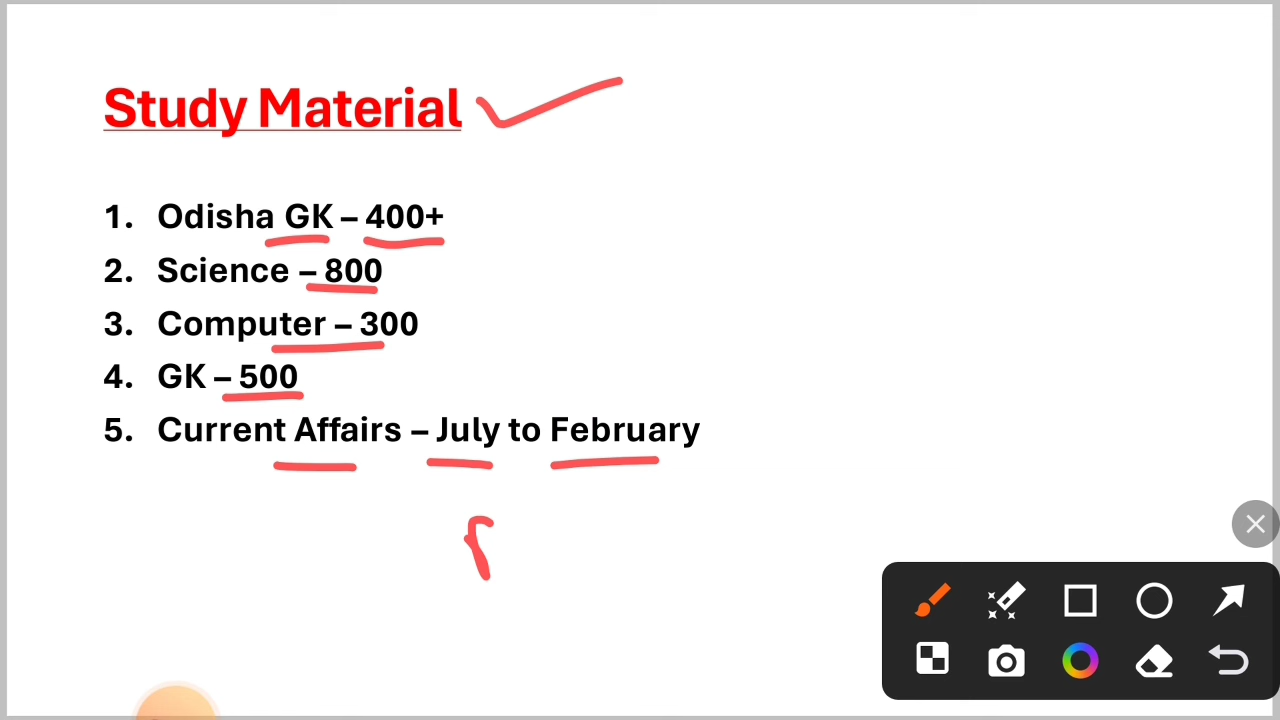 Study Material
1. Odisha GK – 400+
2. Science – 800
3. Computer – 300
4. GK – 500
5. Current Affairs – July to February